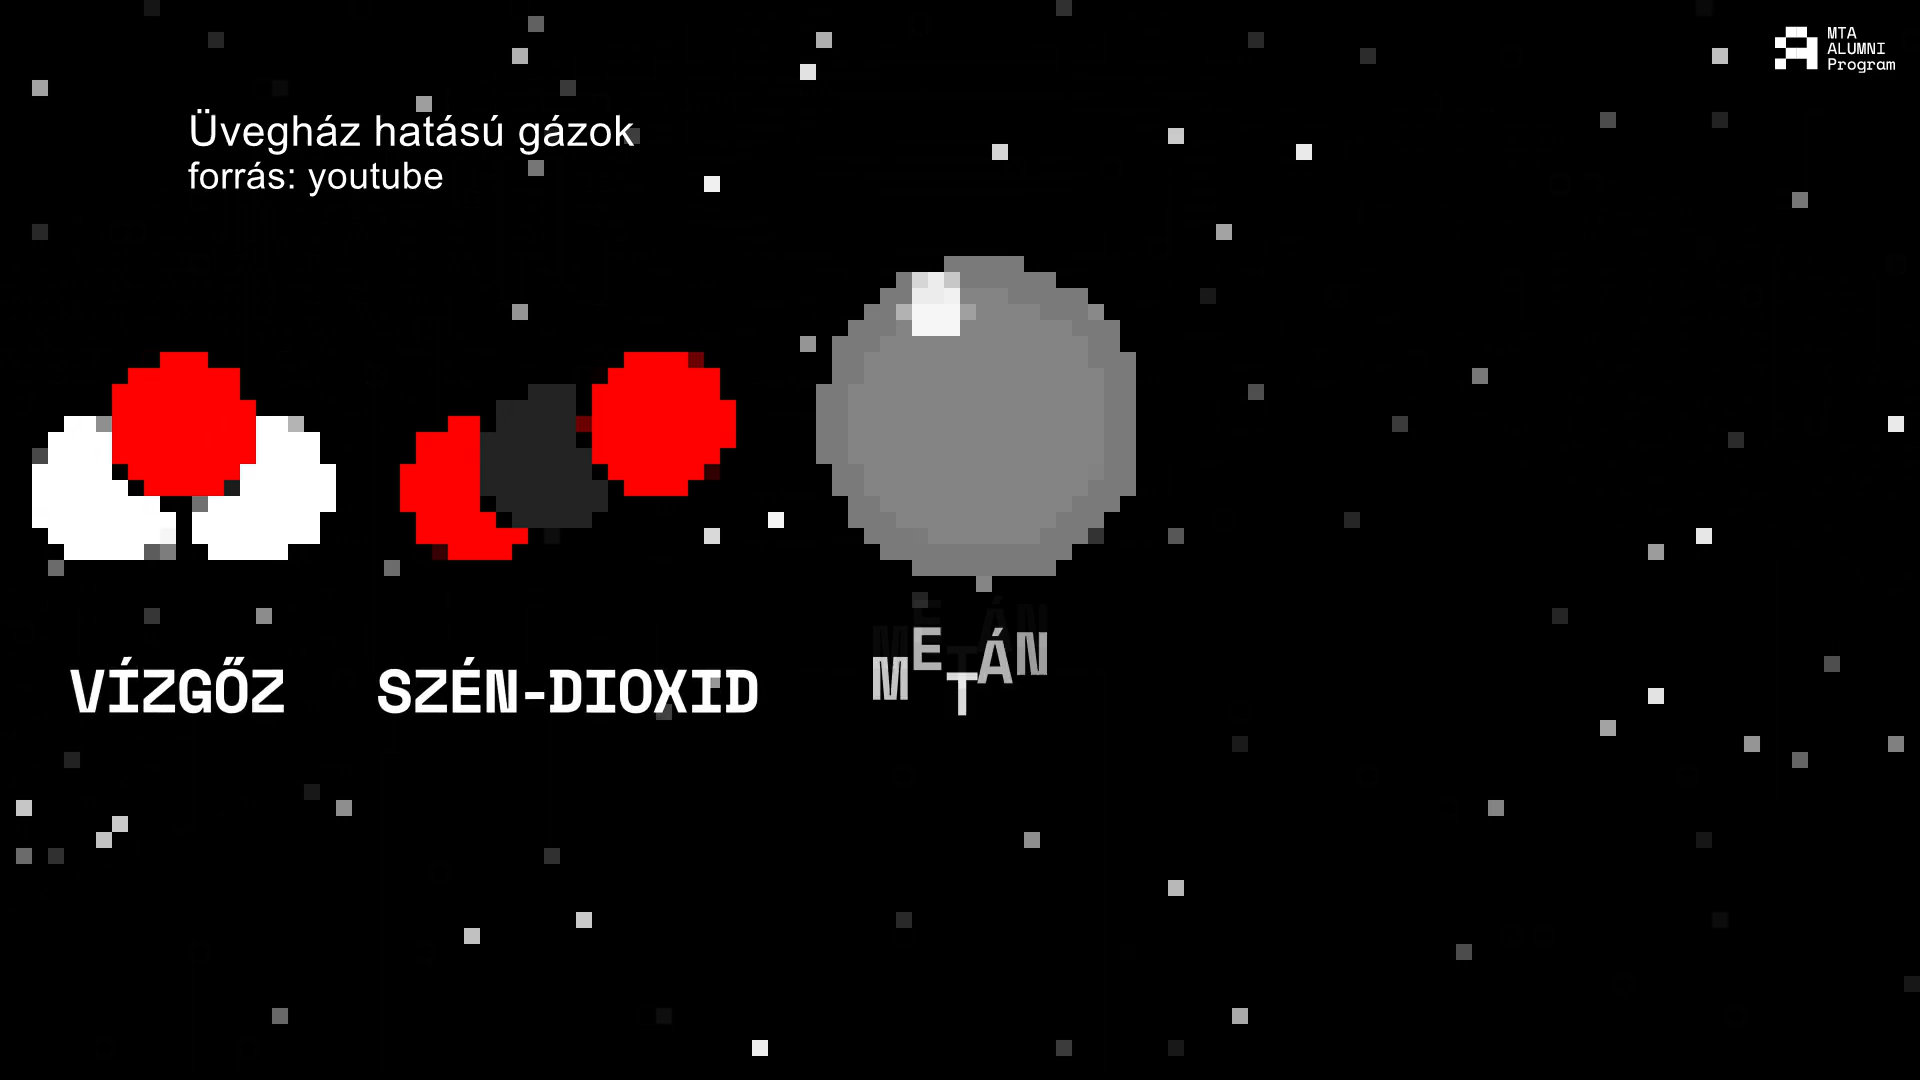 MTA
ALUMNI
Program
Üvegház hatású gázok
forrás: youtube
VÍZGŐZ
SZÉN-DIOXID
METÁN